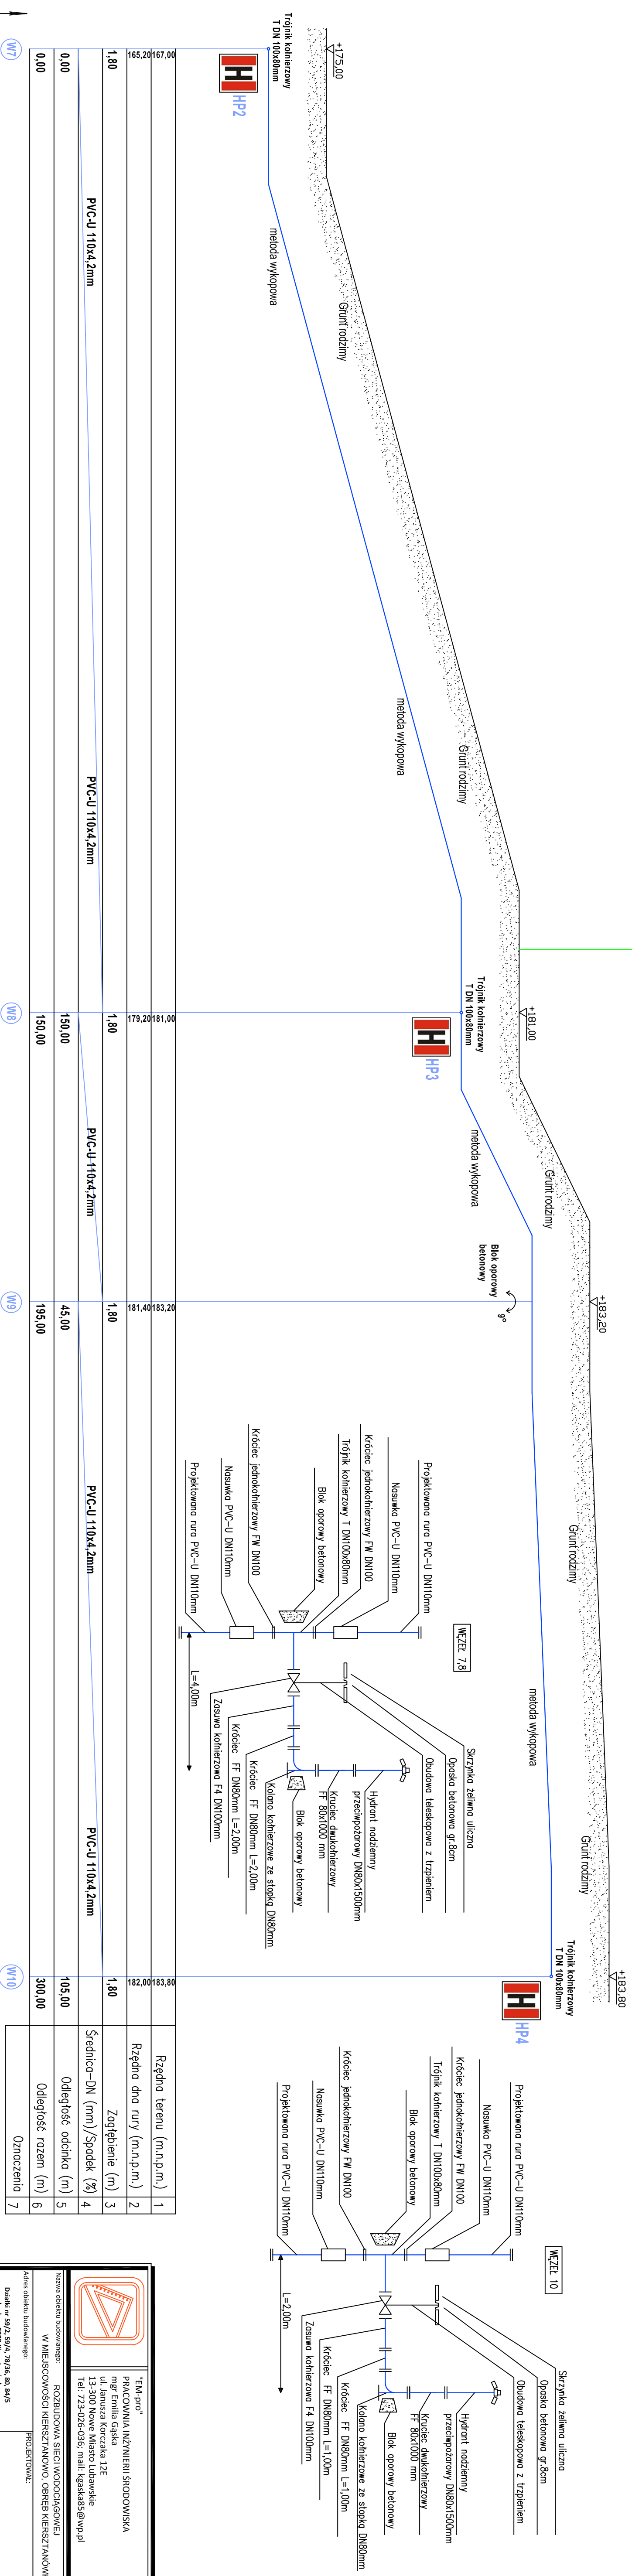 +175,00
+181,00
+183,20
+183,80
Grunt rodzimy
Grunt rodzimy
Grunt rodzimy
Grunt rodzimy
Grunt rodzimy
metoda wykopowa
metoda wykopowa
metoda wykopowa
metoda wykopowa
Trójnik kołnierzowy
T DN 100x80mm
H
HP2
Trójnik kołnierzowy
T DN 100x80mm
H
HP3
Blok oporowy
betonowy
9°
Trójnik kołnierzowy
T DN 100x80mm
H
HP4
WĘZEŁ 7,8
Projektowana rura PVC-U DN110mm
Nasuwka PVC-U DN110mm
Króciec jednokołnierzowy FW DN100
Trójnik kołnierzowy T DN100x80mm
Blok oporowy betonowy
Króciec jednokołnierzowy FW DN100
Nasuwka PVC-U DN110mm
Projektowana rura PVC-U DN110mm
Skrzynka żeliwna uliczna
Opaska betonowa gr.8cm
Obudowa teleskopowa z trzpieniem
Hydrant nadziemny
przeciwpożarowy DN80x1500mm
Kruciec dwukołnierzowy
FF 80x1000 mm
Blok oporowy betonowy
Kolano kołnierzowe ze stopką DN80mm
Króciec FF DN80mm L=2,00m
Króciec FF DN80mm L=2,00m
Zasuwa kołnierzowa F4 DN100mm
L=4,00m
WĘZEŁ 10
Projektowana rura PVC-U DN110mm
Nasuwka PVC-U DN110mm
Króciec jednokołnierzowy FW DN100
Trójnik kołnierzowy T DN100x80mm
Blok oporowy betonowy
Króciec jednokołnierzowy FW DN100
Nasuwka PVC-U DN110mm
Projektowana rura PVC-U DN110mm
Skrzynka żeliwna uliczna
Opaska betonowa gr.8cm
Obudowa teleskopowa z trzpieniem
Hydrant nadziemny
przeciwpożarowy DN80x1500mm
Kruciec dwukołnierzowy
FF 80x1000 mm
Blok oporowy betonowy
Kolano kołnierzowe ze stopką DN80mm
Króciec FF DN80mm L=1,00m
Króciec FF DN80mm L=1,00m
Zasuwa kołnierzowa F4 DN100mm
L=2,00m
167,00 181,00 183,20 183,80 Rzędna terenu (m.n.p.m.) 1
165,20 179,20 181,40 182,00 Rzędna dna rury (m.n.p.m.) 2
1,80 1,80 1,80 1,80 Zagłębienie (m) 3
PVC-U 110x4,2mm PVC-U 110x4,2mm PVC-U 110x4,2mm PVC-U 110x4,2mm PVC-U 110x4,2mm Średnica-DN (mm)/Spadek (%) 4
0,00 150,00 45,00 105,00 Odległość odcinka (m) 5
0,00 150,00 195,00 300,00 Odległość razem (m) 6
W7 W8 W9 W10 Oznaczenia 7
"EM-pro"
PRACOWNIA INŻYNIERII ŚRODOWISKA
mgr Emilia Gąska
ul. Janusza Korczaka 12E
13-300 Nowe Miasto Lubawskie
Tel: 723-026-036; mail: kgaska85@wp.pl
Nazwa obiektu budowlanego:
ROZBUDOWA SIECI WODOCIĄGOWEJ
W MIEJSCOWOŚCI KIERSZTANOWO, OBRĘB KIERSZTANÓWKO
Adres obiektu budowlanego:
Działki nr 59/2, 59/4, 78/36, 80, 84/5
PROJEKTOWAŁ: